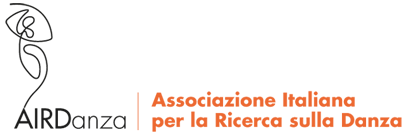 AIRDanza
Associazione Italiana
per la Ricerca sulla Danza